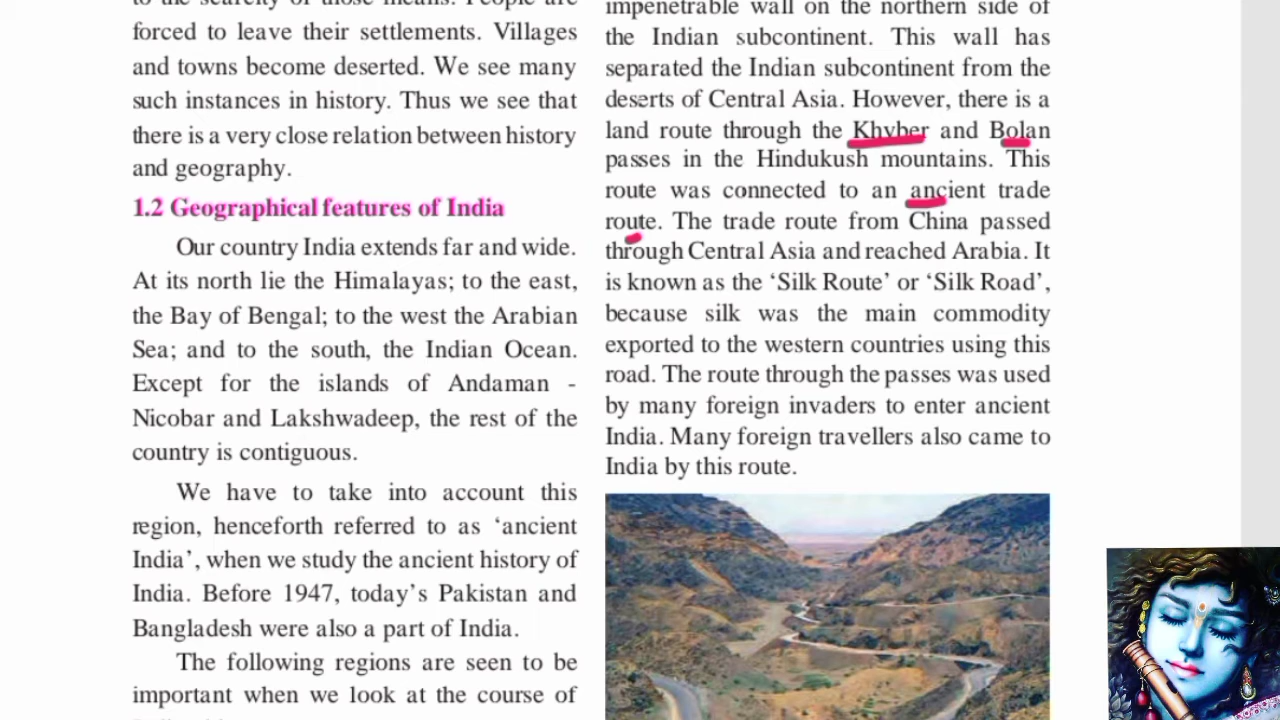 to the scarcity of those means. People are
forced to leave their settlements. Villages
and towns become deserted. We see many
such instances in history. Thus we see that
there is a very close relation between history
and geography.
1.2 Geographical features of India
Our country India extends far and wide.
At its north lie the Himalayas; to the east,
the Bay of Bengal; to the west the Arabian
Sea; and to the south, the Indian Ocean.
Except for the islands of Andaman -
Nicobar and Lakshwadeep, the rest of the
country is contiguous.
We have to take into account this
region, henceforth referred to as ‘ancient
India’, when we study the ancient history of
India. Before 1947, today’s Pakistan and
Bangladesh were also a part of India.
The following regions are seen to be
important when we look at the course of
impenetrable wall on the northern side of
the Indian subcontinent. This wall has
separated the Indian subcontinent from the
deserts of Central Asia. However, there is a
land route through the Khyber and Bolan
passes in the Hindukush mountains. This
route was connected to an ancient trade
route. The trade route from China passed
through Central Asia and reached Arabia. It
is known as the ‘Silk Route’ or ‘Silk Road’,
because silk was the main commodity
exported to the western countries using this
road. The route through the passes was used
by many foreign invaders to enter ancient
India. Many foreign travellers also came to
India by this route.